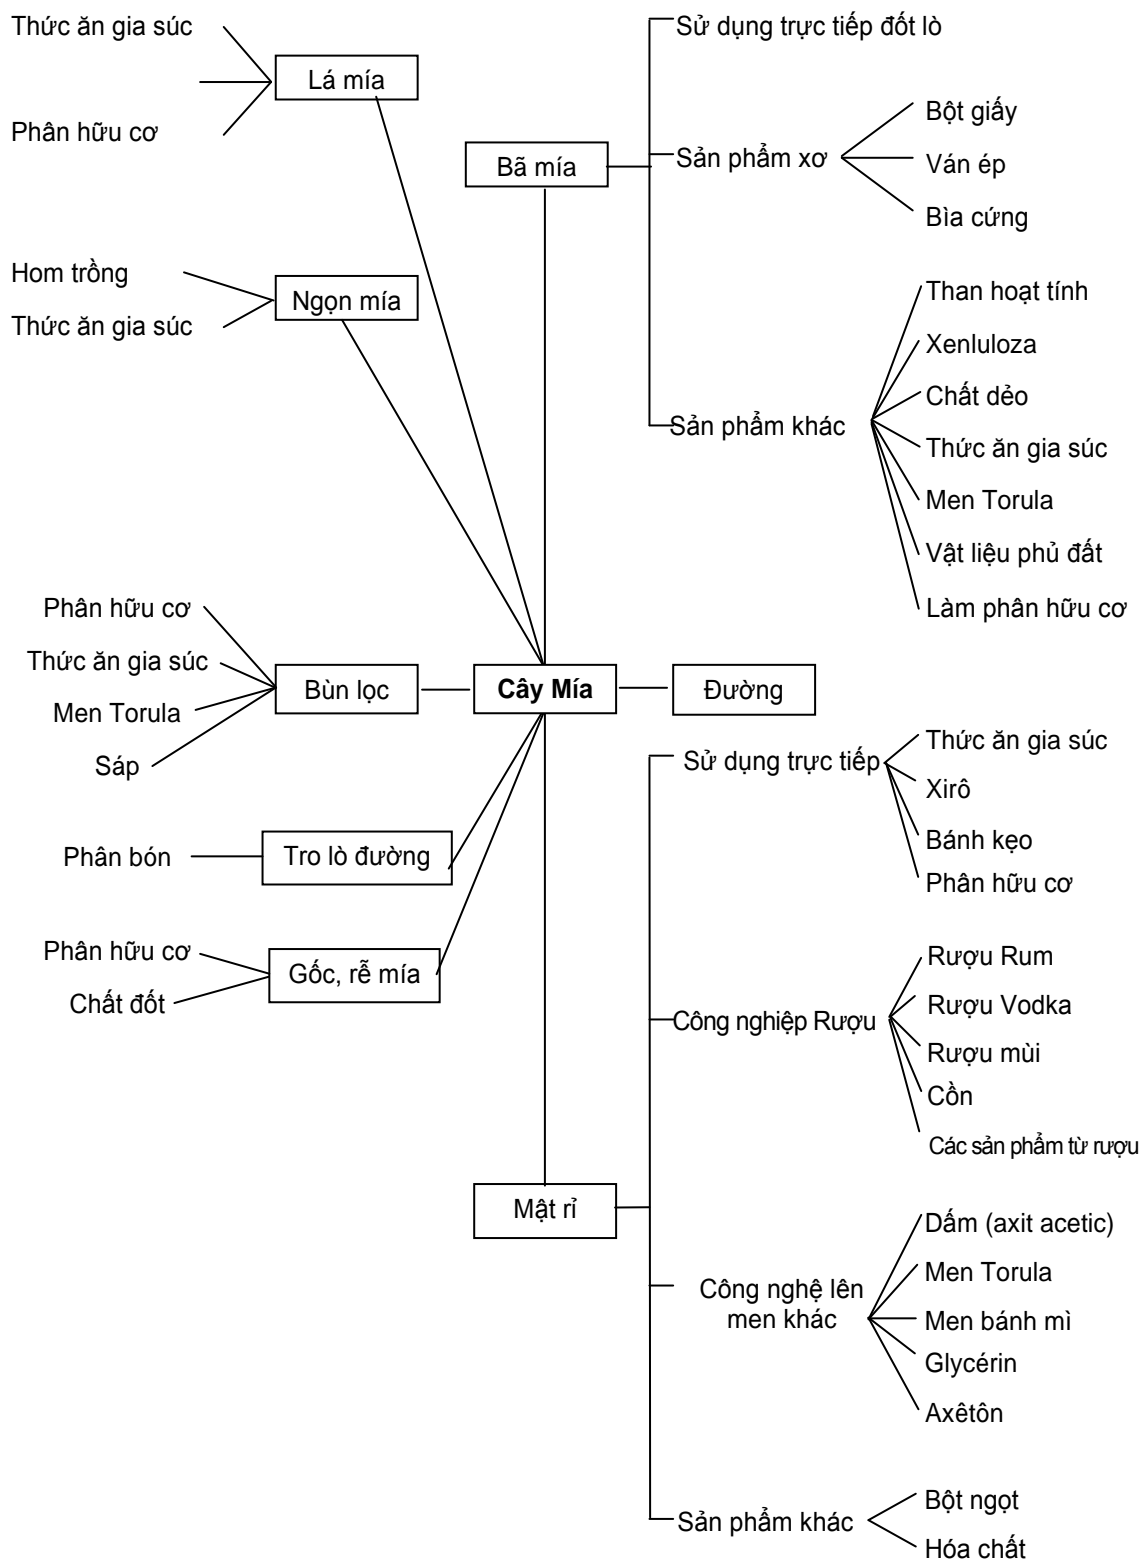 Thức ăn gia súc
Lá mía
Phân hữu cơ
Hom trồng
Ngọn mía
Thức ăn gia súc
Phân hữu cơ
Thức ăn gia súc
Bùn lọc
Men Torula
Sáp
Phân bón
Tro lò đường
Phân hữu cơ
Gốc, rễ mía
Chất đốt
Cây Mía
Đường
Bã mía
Sử dụng trực tiếp đốt lò
Sản phẩm xơ
Bột giấy
Ván ép
Bìa cứng
Sản phẩm khác
Than hoạt tính
Xenluloza
Chất dẻo
Thức ăn gia súc
Men Torula
Vật liệu phủ đất
Làm phân hữu cơ
Mật rỉ
Sử dụng trực tiếp
Thức ăn gia súc
Xirô
Bánh kẹo
Phân hữu cơ
Công nghiệp Rượu
Rượu Rum
Rượu Vodka
Rượu mùi
Cồn
Các sản phẩm từ rượu
Công nghệ lên
men khác
Dấm (axit acetic)
Men Torula
Men bánh mì
Glycérin
Axêtôn
Sản phẩm khác
Bột ngọt
Hóa chất